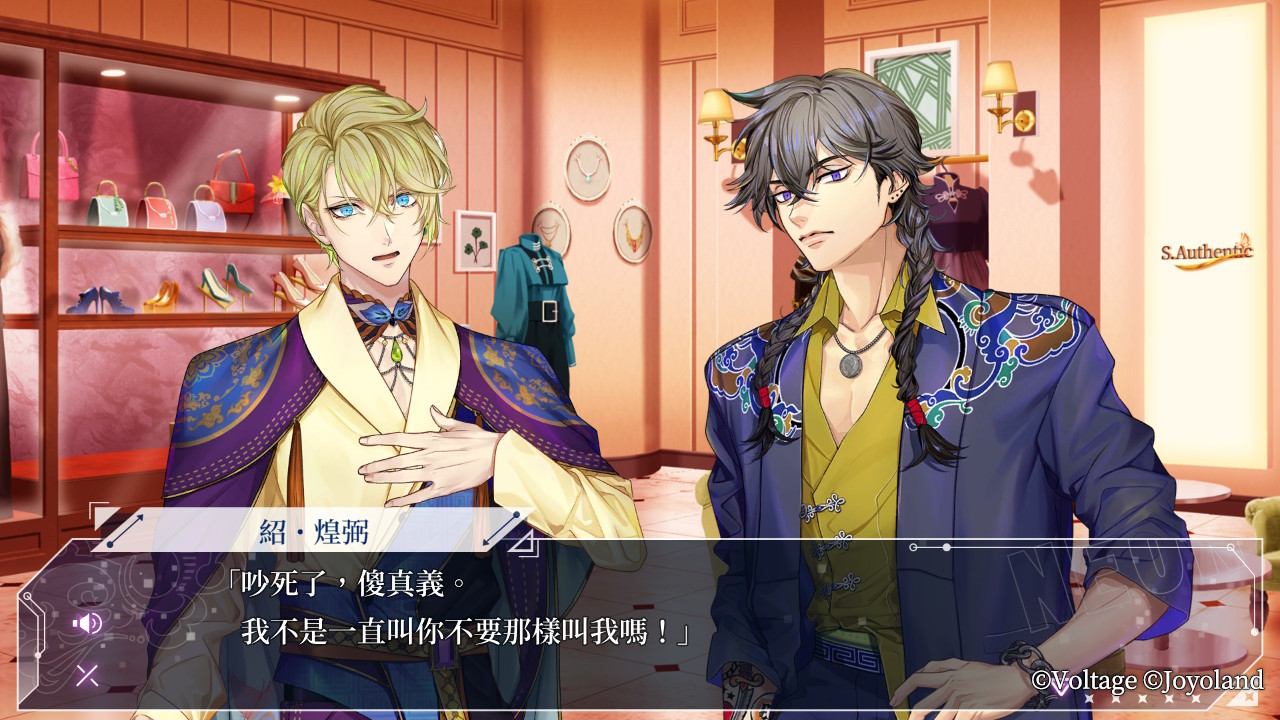 S.Authentic
紹・煌弼
「吵死了，傻真義。
我不是一直叫你不要那樣叫我嗎！」
©Voltage ©Joyoland